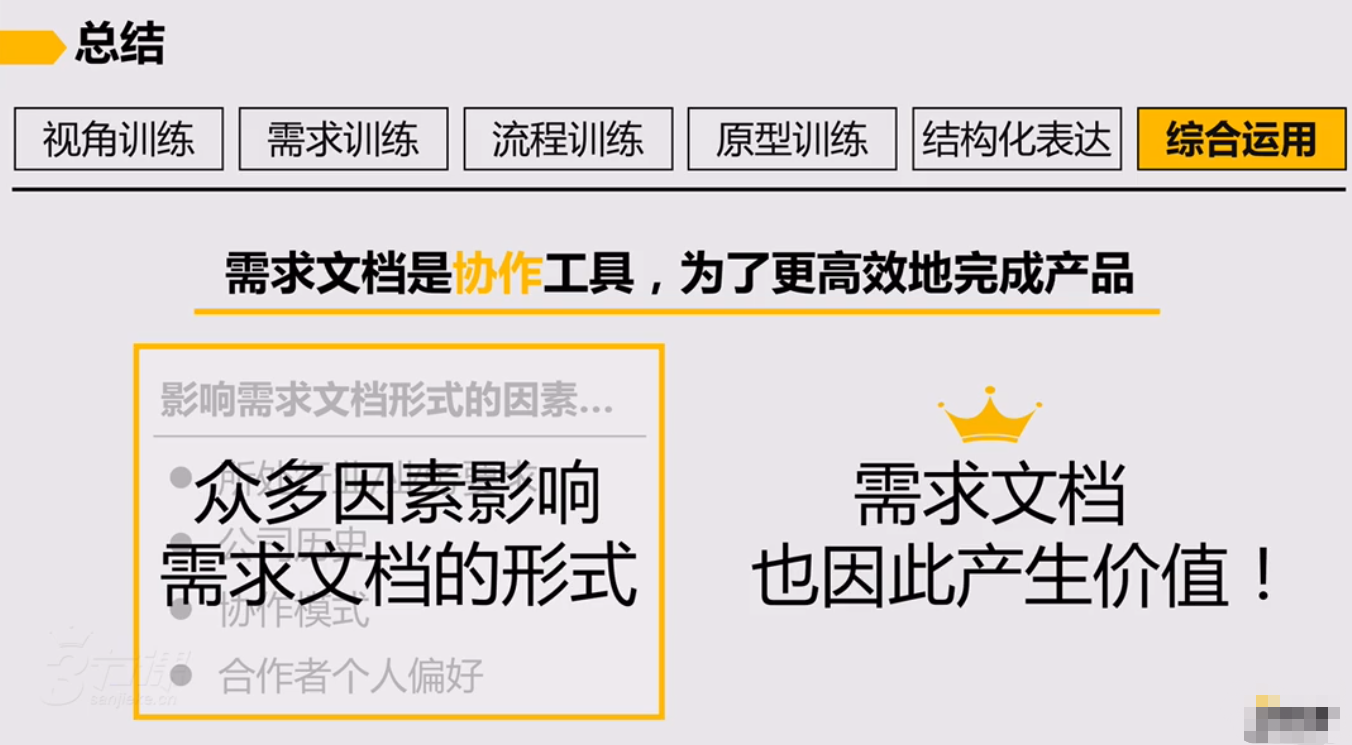 总结
视角训练
需求训练
流程训练
原型训练
结构化表达
综合运用
需求文档是协作工具，为了更高效地完成产品
影响需求文档形式的因素...
众多因素影响
需求文档的形式
公司历史
协作模式
合作者个人偏好
需求文档
也因此产生价值！
三节课
sanjieke.cn